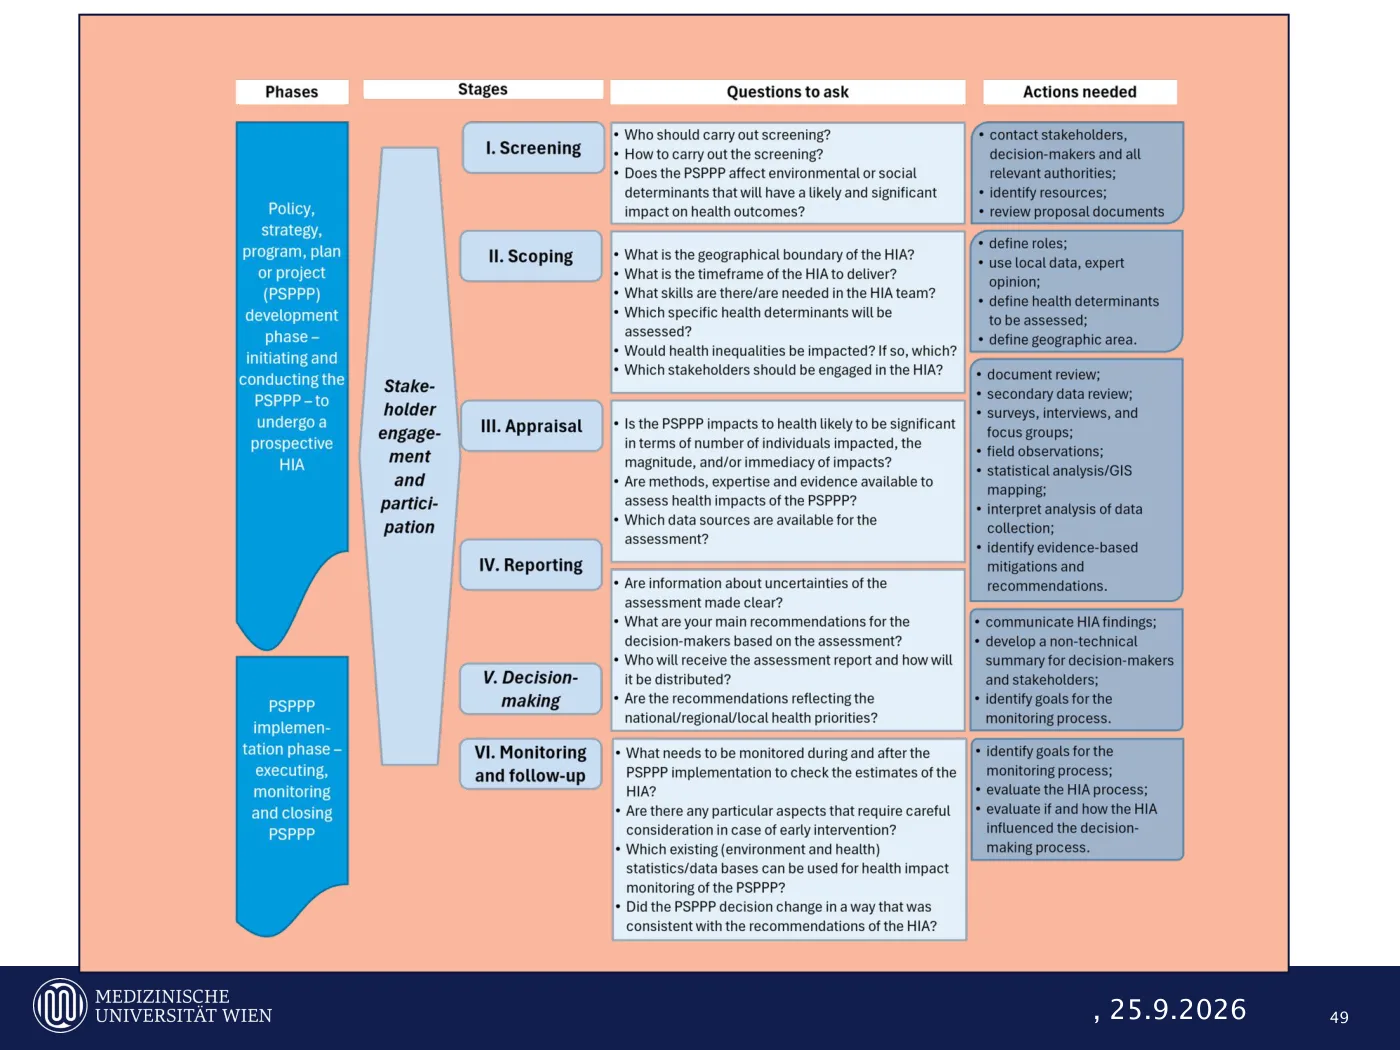 Phases
Stages
Questions to ask
Actions needed
Policy,
strategy,
program, plan
or project
(PSPPP)
development
phase –
initiating and
conducting the
PSPPP – to
undergo a
prospective
HIA
PSPPP
implemen-
tation phase –
executing,
monitoring
and closing
PSPPP
Stake-
holder
engage-
ment
and
partici-
pation
I. Screening
• Who should carry out screening?
• How to carry out the screening?
• Does the PSPPP affect environmental or social
determinants that will have a likely and significant
impact on health outcomes?
• contact stakeholders,
decision-makers and all
relevant authorities;
• identify resources;
• review proposal documents
II. Scoping
• What is the geographical boundary of the HIA?
• What is the timeframe of the HIA to deliver?
• What skills are there/are needed in the HIA team?
• Which specific health determinants will be
assessed?
• Would health inequalities be impacted? If so, which?
• Which stakeholders should be engaged in the HIA?
• define roles;
• use local data, expert
opinion;
• define health determinants
to be assessed;
• define geographic area.
III. Appraisal
• Is the PSPPP impacts to health likely to be significant
in terms of number of individuals impacted, the
magnitude, and/or immediacy of impacts?
• Are methods, expertise and evidence available to
assess health impacts of the PSPPP?
• Which data sources are available for the
assessment?
• document review;
• secondary data review;
• surveys, interviews, and
focus groups;
• field observations;
• statistical analysis/GIS
mapping;
• interpret analysis of data
collection;
• identify evidence-based
mitigations and
recommendations.
IV. Reporting
V. Decision-
making
• Are information about uncertainties of the
assessment made clear?
• What are your main recommendations for the
decision-makers based on the assessment?
• Who will receive the assessment report and how will
it be distributed?
• Are the recommendations reflecting the
national/regional/local health priorities?
• communicate HIA findings;
• develop a non-technical
summary for decision-makers
and stakeholders;
• identify goals for the
monitoring process.
VI. Monitoring
and follow-up
• What needs to be monitored during and after the
PSPPP implementation to check the estimates of the
HIA?
• Are there any particular aspects that require careful
consideration in case of early intervention?
• Which existing (environment and health)
statistics/data bases can be used for health impact
monitoring of the PSPPP?
• Did the PSPPP decision change in a way that was
consistent with the recommendations of the HIA?
• identify goals for the
monitoring process;
• evaluate the HIA process;
• evaluate if and how the HIA
influenced the decision-
making process.
MEDIZINISCHE
UNIVERSITÄT WIEN
, 25.9.2026
49